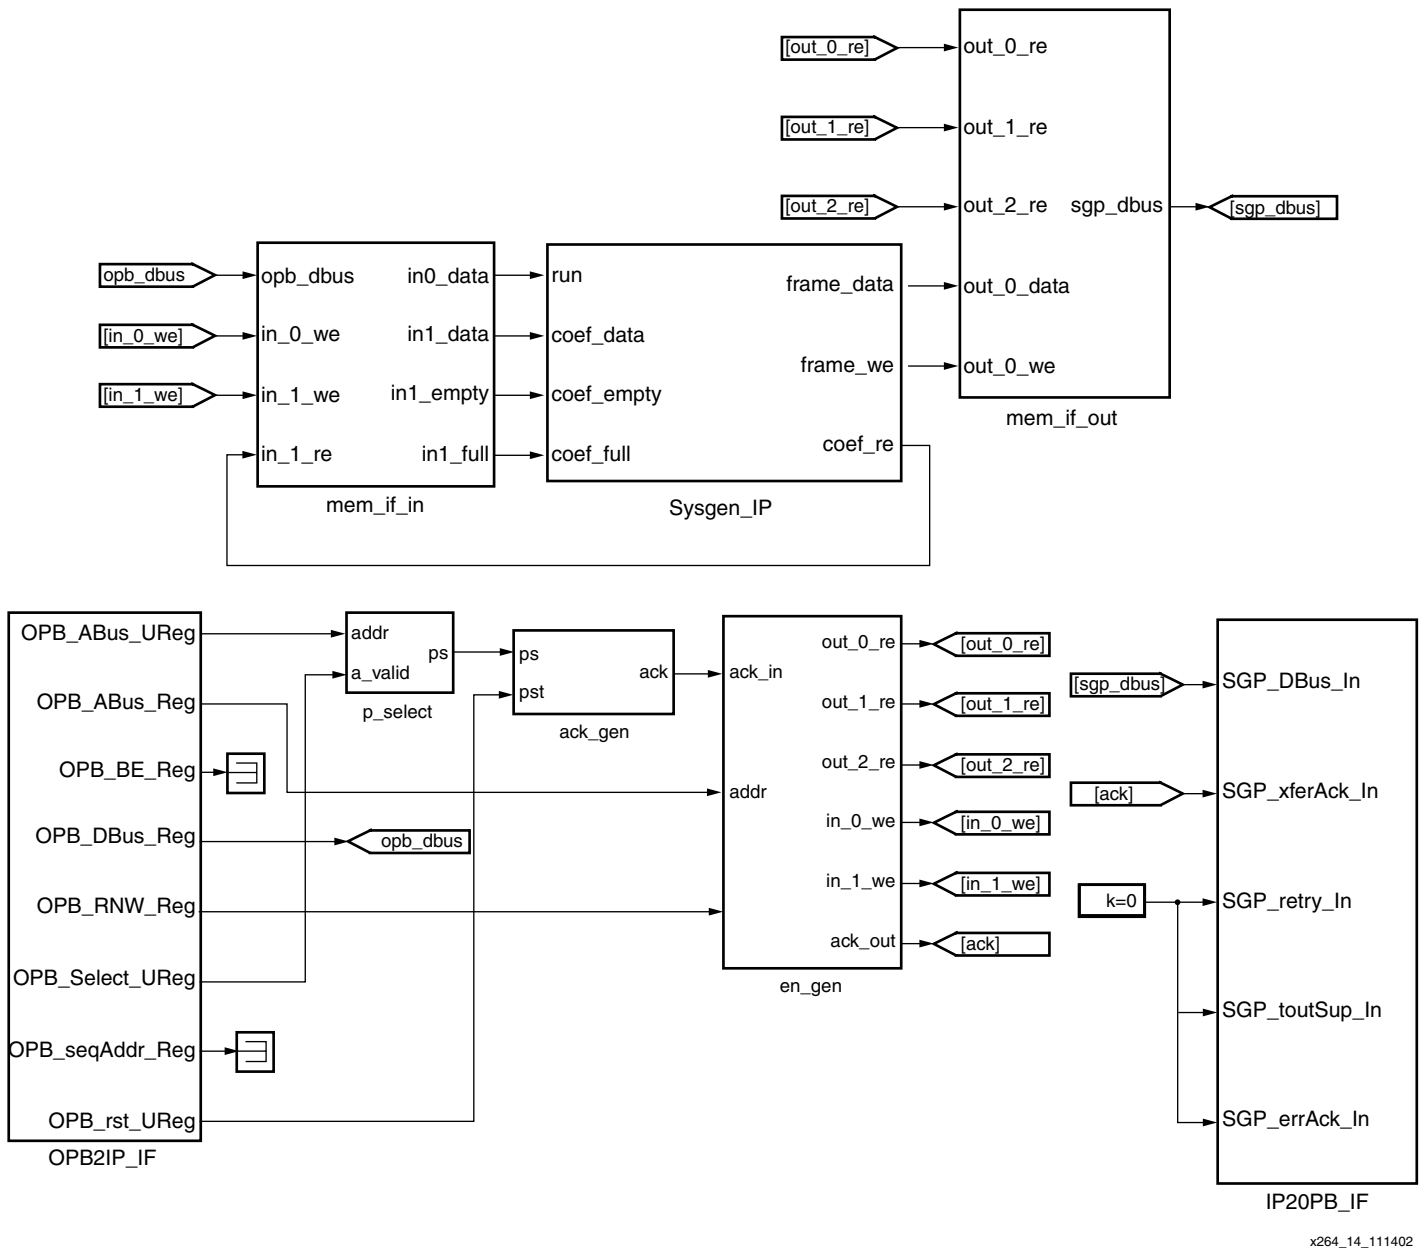 [out_0_re]
out_0_re
[out_1_re]
out_1_re
[out_2_re]
out_2_re
sgp_dbus
[sgp_dbus]
out_0_data
out_0_we
mem_if_out
opb_dbus
opb_dbus
in0_data
[in_0_we]
in_0_we
in1_data
[in_1_we]
in_1_we
in1_empty
in_1_re
in1_full
mem_if_in
run
frame_data
coef_data
frame_we
coef_empty
coef_full
coef_re
Sysgen_IP
OPB_ABus_UReg
OPB_ABus_Reg
OPB_BE_Reg
OPB_DBus_Reg
OPB_RNW_Reg
OPB_Select_UReg
OPB_seqAddr_Reg
OPB_rst_UReg
OPB2IP_IF
addr
ps
a_valid
p_select
opb_dbus
ps
ack
pst
ack_gen
ack_in
addr
out_0_re
out_1_re
out_2_re
in_0_we
in_1_we
ack_out
en_gen
[out_0_re]
[out_1_re]
[out_2_re]
[in_0_we]
[in_1_we]
[ack]
[sgp_dbus]
[ack]
k=0
SGP_DBus_In
SGP_xferAck_In
SGP_retry_In
SGP_toutSup_In
SGP_errAck_In
IP20PB_IF
x264_14_111402